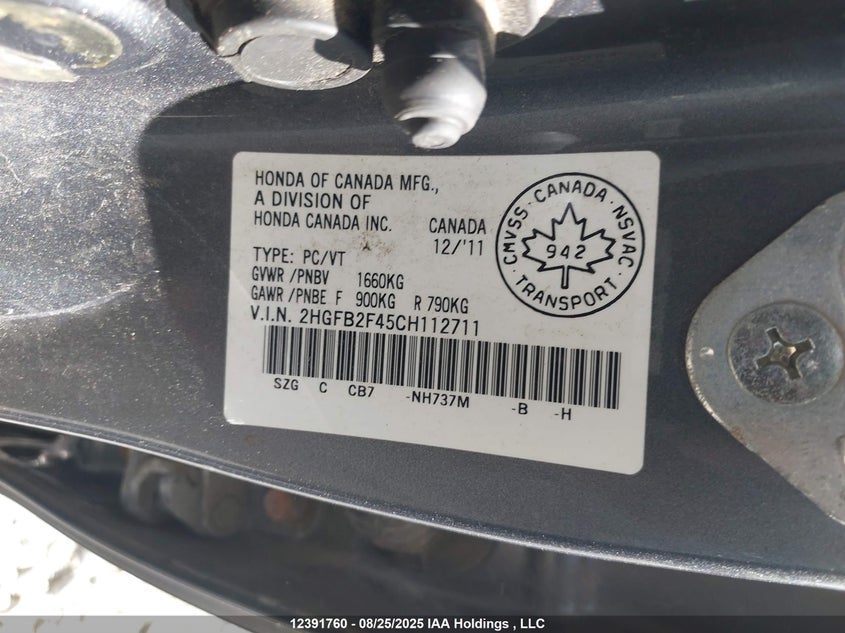 HONDA OF CANADA MFG.,
A DIVISION OF
HONDA CANADA INC. CANADA
12/'11
TYPE: PC/VT
GVWR /PNBV 1660KG
GAWR /PNBE F 900KG R 790KG
V.I.N. 2HGFB2F45CH112711
SZG C CB7 -NH737M -B -H
CMVSS · CANADA · NSVAC
942
· TRANSPORT ·
12391760 - 08/25/2025 IAA Holdings , LLC